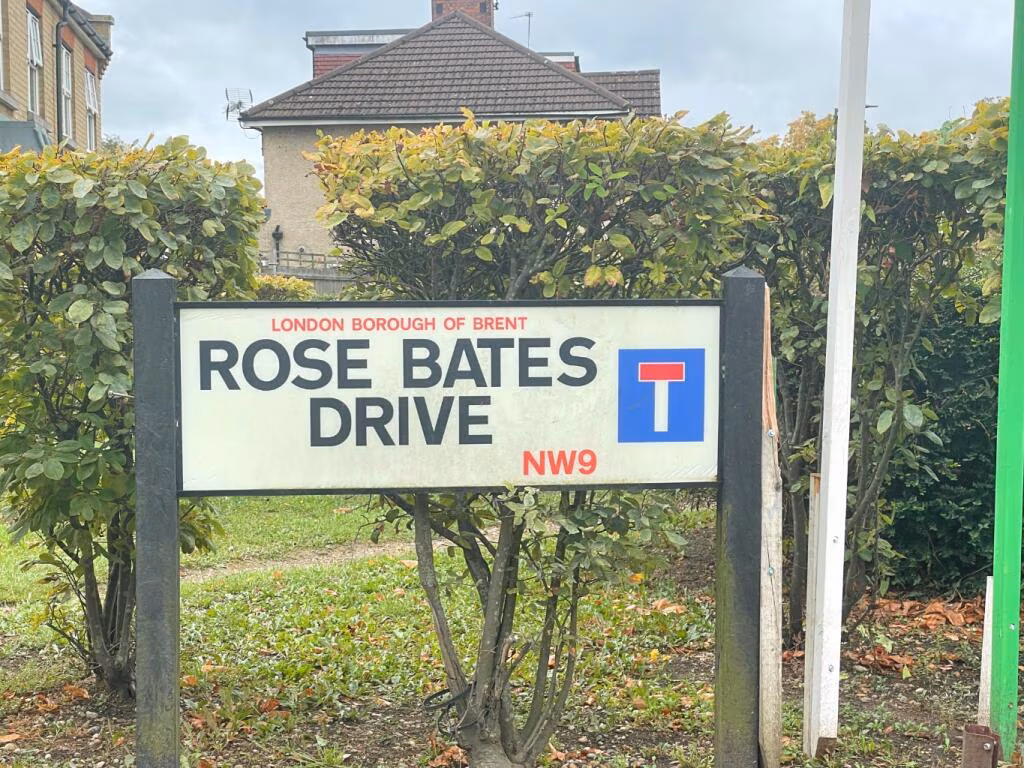 LONDON BOROUGH OF BRENT
ROSE BATES
DRIVE
NW9